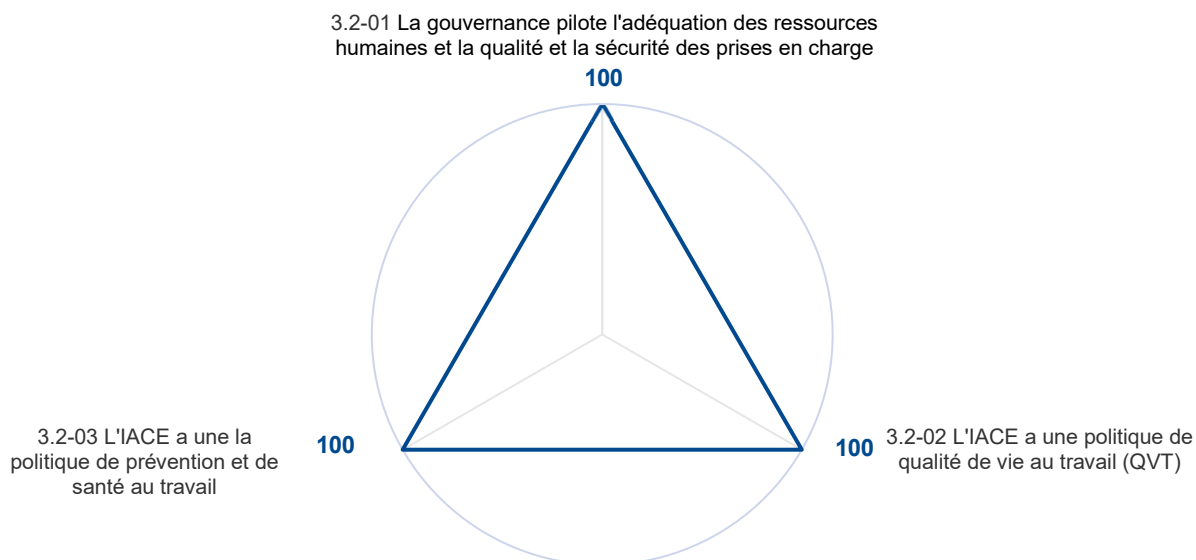 3.2-01 La gouvernance pilote l'adéquation des ressources
humaines et la qualité et la sécurité des prises en charge
100
3.2-03 L'IACE a une la
politique de prévention et de
santé au travail
100
100
3.2-02 L'IACE a une politique de
qualité de vie au travail (QVT)